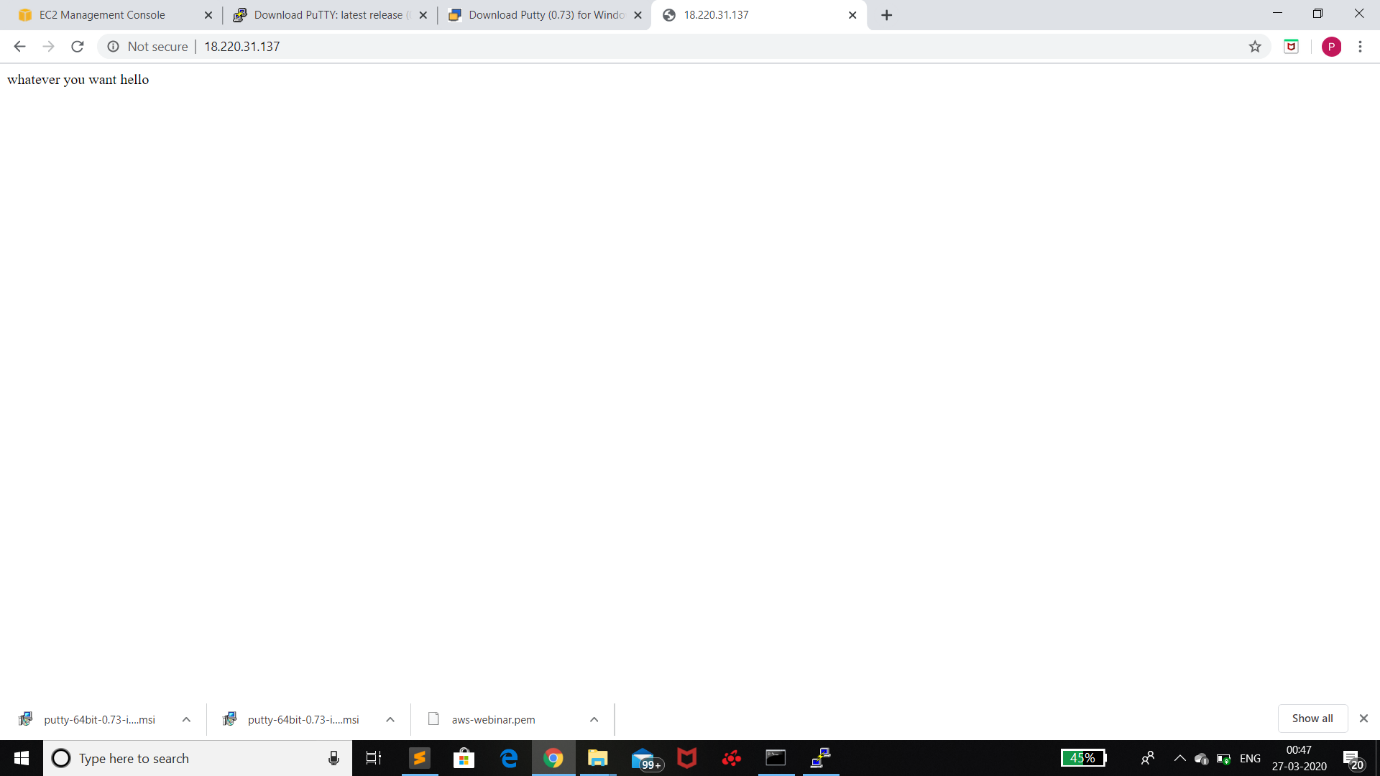 EC2 Management Console
Download PuTTY: latest release (
Download Putty (0.73) for Windo
18.220.31.137
Not secure
18.220.31.137
P
whatever you want hello
putty-64bit-0.73-i....msi
putty-64bit-0.73-i....msi
aws-webinar.pem
Show all
Type here to search
99+
45%
ENG
00:47
27-03-2020
20